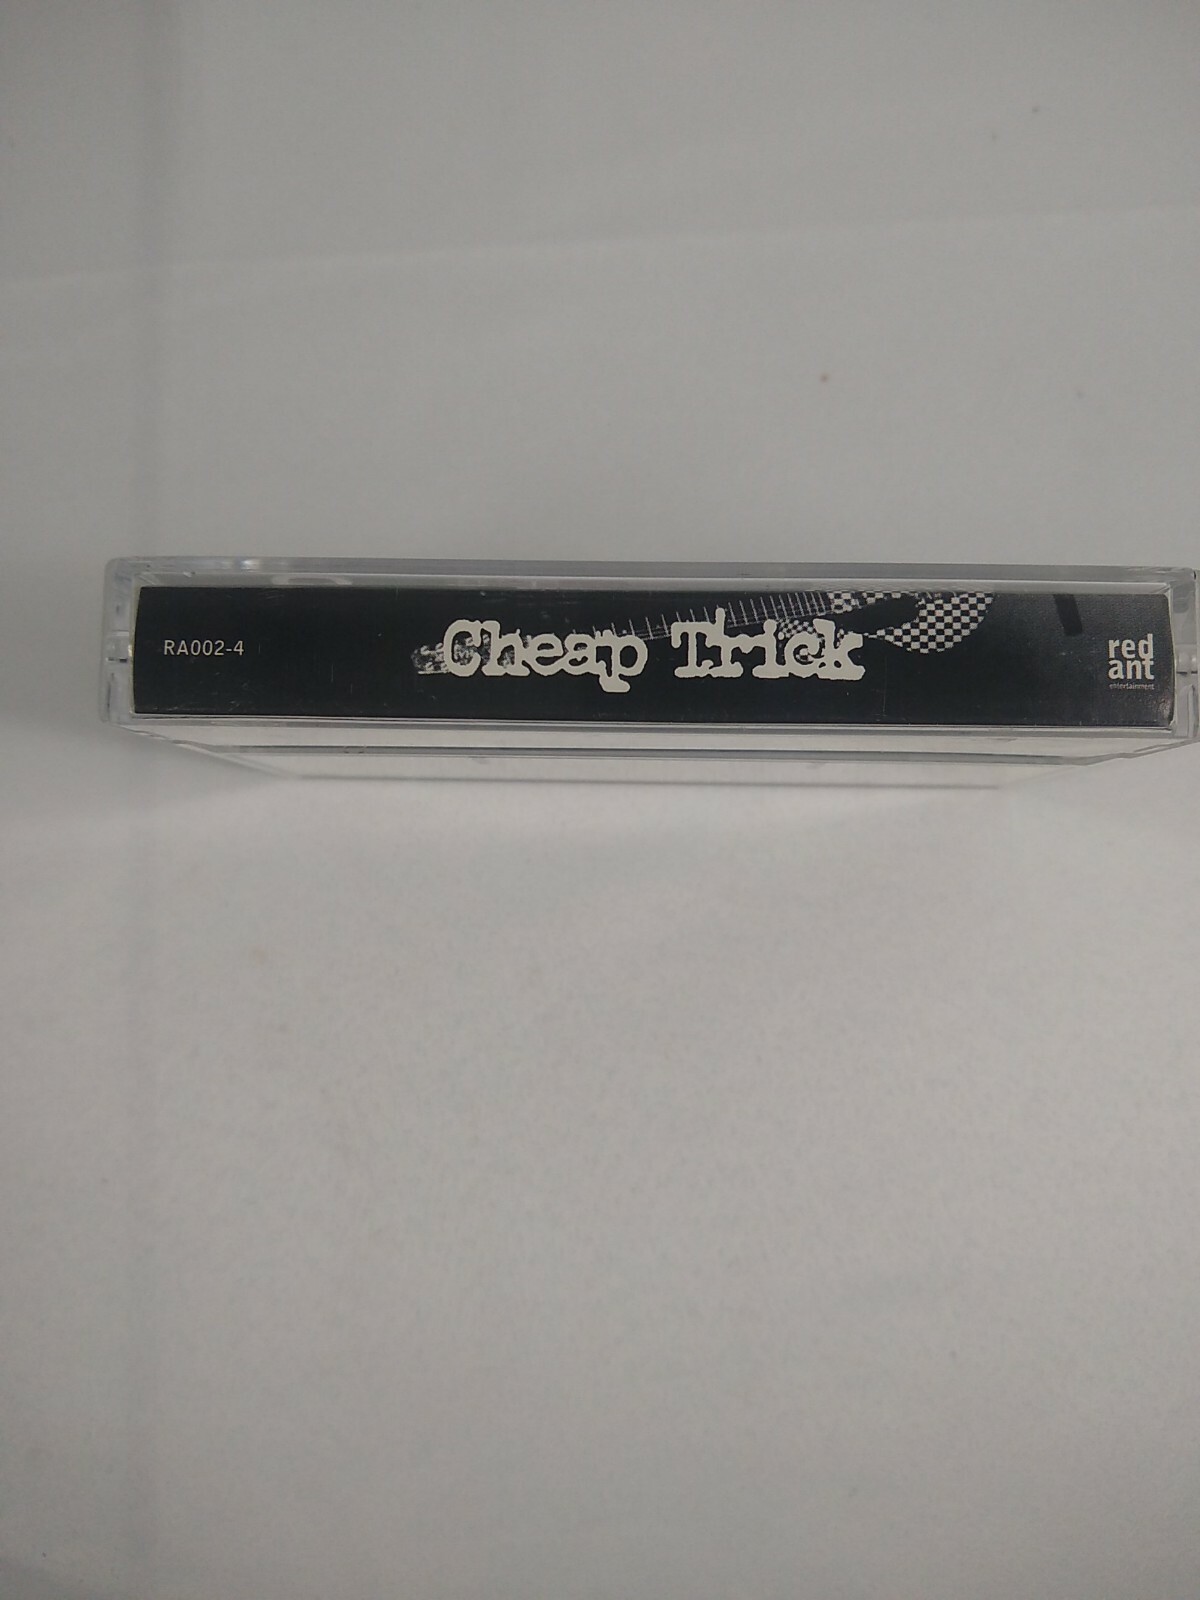 RA002-4
Cheap Trick
red
ant
entertainment